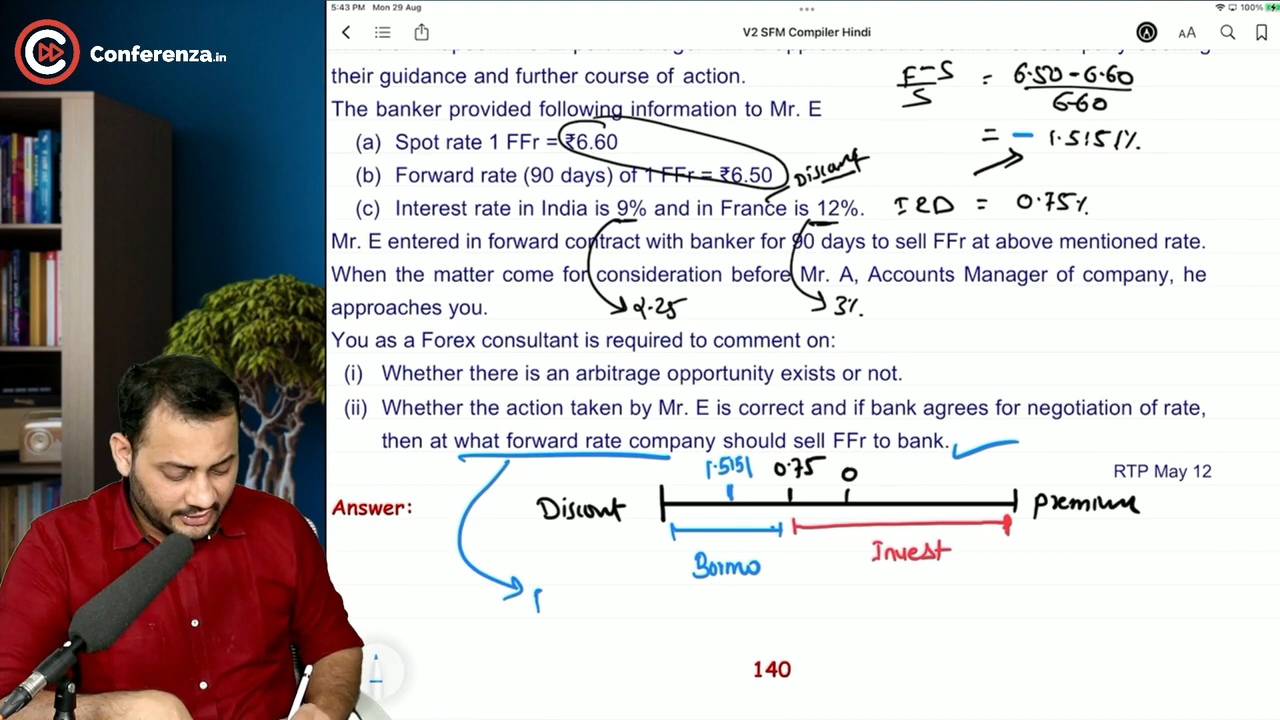 5:43 PM Mon 29 Aug
100%
V2 SFM Compiler Hindi
AA
Conferenza.in
their guidance and further course of action.
The banker provided following information to Mr. E
(a) Spot rate 1 FFr = ₹6.60
(b) Forward rate (90 days) of 1 FFr = ₹6.50
(c) Interest rate in India is 9% and in France is 12%.
Discount
F-S/S = 6.50-6.60/6.60
= - 1.5151%.
IRD = 0.75%
Mr. E entered in forward contract with banker for 90 days to sell FFr at above mentioned rate.
When the matter come for consideration before Mr. A, Accounts Manager of company, he
approaches you.
2.25
3%.
You as a Forex consultant is required to comment on:
(i) Whether there is an arbitrage opportunity exists or not.
(ii) Whether the action taken by Mr. E is correct and if bank agrees for negotiation of rate,
then at what forward rate company should sell FFr to bank.
RTP May 12
1.5151 0.75 0
Answer:
Discount
Premium
Borrow
Invest
140